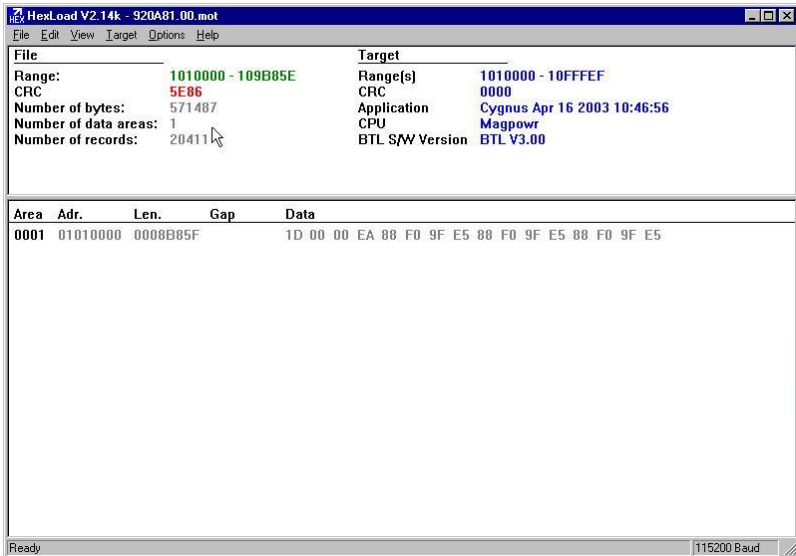 HexLoad V2.14k - 920A81.00.mot
File Edit View Target Options Help
File
Range: 1010000 - 109B85E
CRC 5E86
Number of bytes: 571487
Number of data areas: 1
Number of records: 20411
Target
Range(s) 1010000 - 10FFFEF
CRC 0000
Application Cygnus Apr 16 2003 10:46:56
CPU Magpowr
BTL S/W Version BTL V3.00
Area Adr. Len. Gap Data
0001 01010000 0008B85F 1D 00 00 EA 88 F0 9F E5 88 F0 9F E5 88 F0 9F E5
Ready 115200 Baud